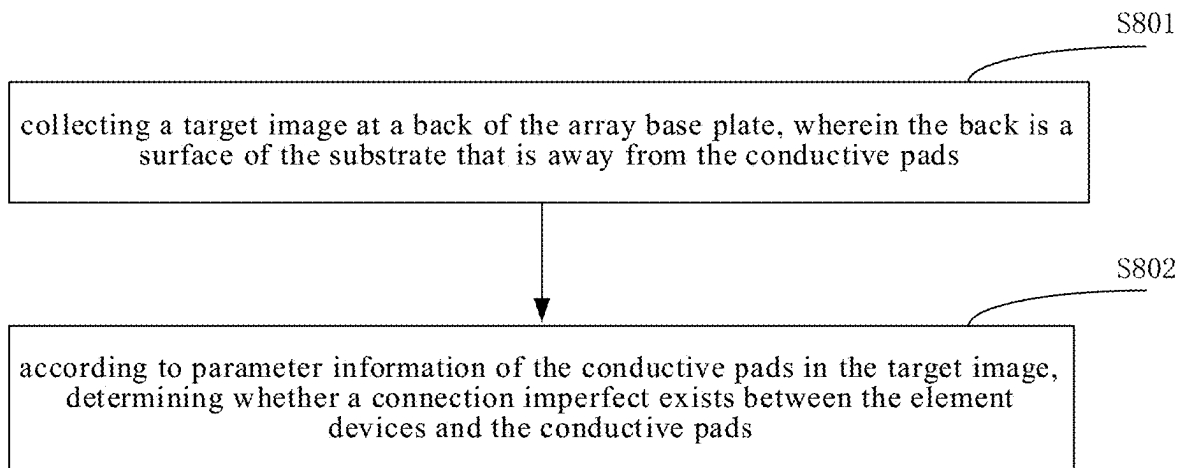 S801
collecting a target image at a back of the array base plate, wherein the back is a
surface of the substrate that is away from the conductive pads
S802
according to parameter information of the conductive pads in the target image,
determining whether a connection imperfect exists between the element
devices and the conductive pads